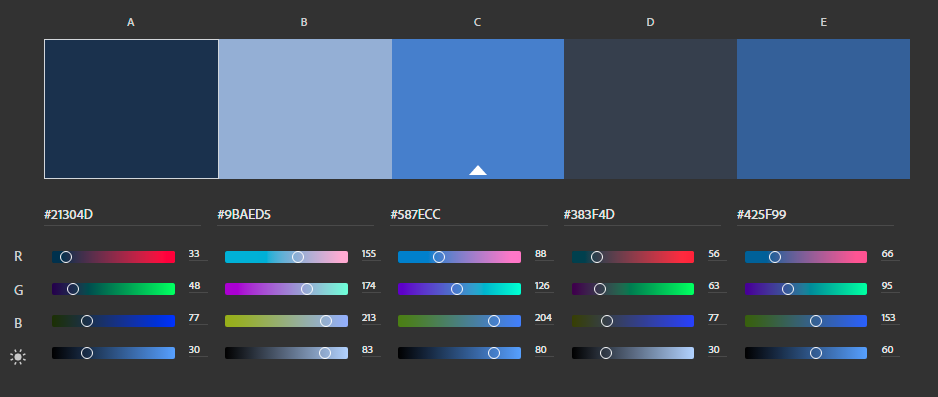 A B C D E
#21304D #9BAED5 #587ECC #383F4D #425F99
R 33 155 88 56 66
G 48 174 126 63 95
B 77 213 204 77 153
30 83 80 30 60